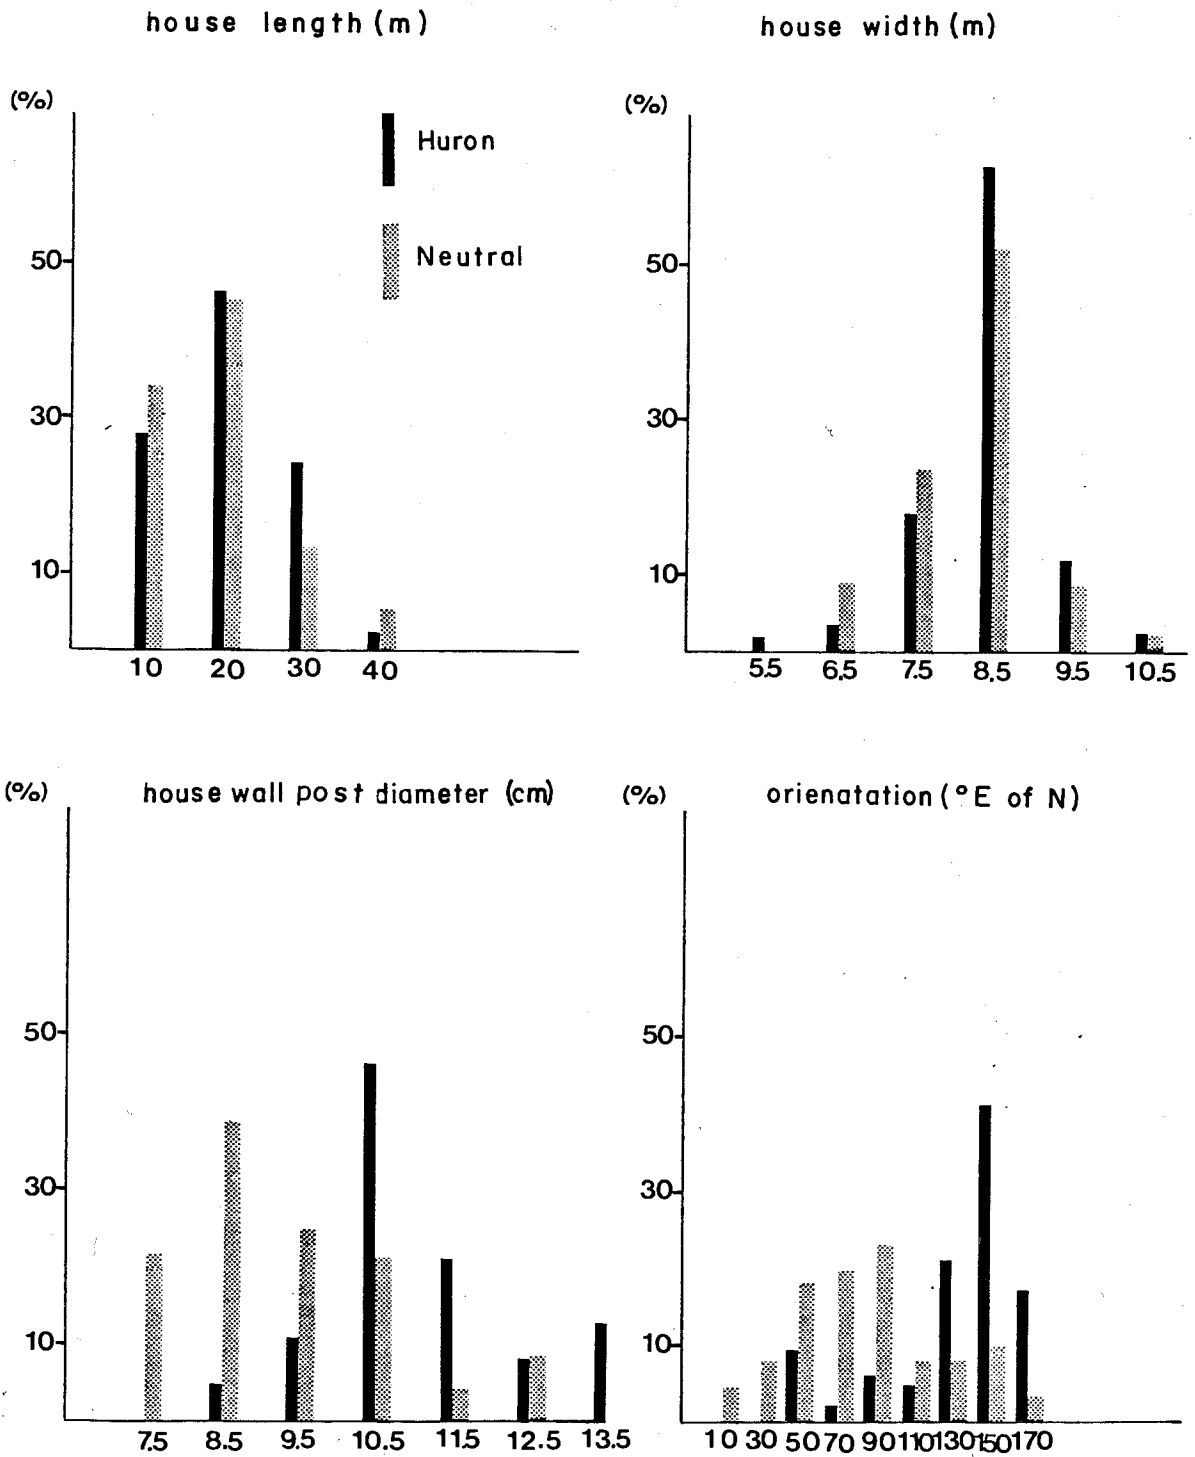 house length (m)
(%)
Huron
Neutral
50
30
10
10 20 30 40
house width (m)
(%)
50
30
10
5.5 6.5 7.5 8.5 9.5 10.5
house wall post diameter (cm)
(%)
50
30
10
7.5 8.5 9.5 10.5 11.5 12.5 13.5
orienatation (°E of N)
(%)
50
30
10
10 30 50 70 90 110 130 150 170